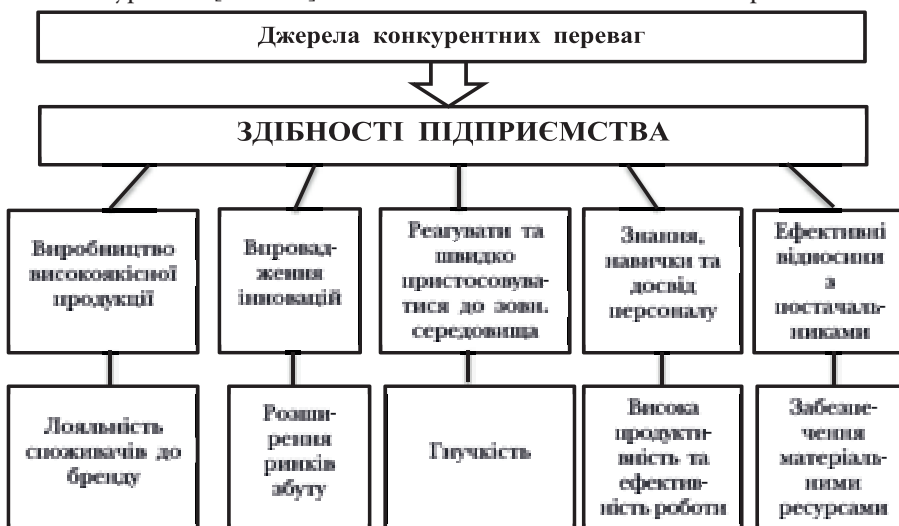 Джерела конкурентних переваг
ЗДІБНОСТІ ПІДПРИЄМСТВА
Виробництво
високоякісної
продукції
Впровад-
ження
інновацій
Реагувати та
швидко
пристосовува-
тися до зовн.
середовища
Знання,
навички та
досвід
персоналу
Ефективні
відносини
з
постачаль-
никами
Лояльність
споживачів до
бренду
Розши-
рення
ринків
збуту
Гнучкість
Висока
продукти-
вність та
ефектив-
ність роботи
Забезпе-
чення
матеріаль-
ними
ресурсами